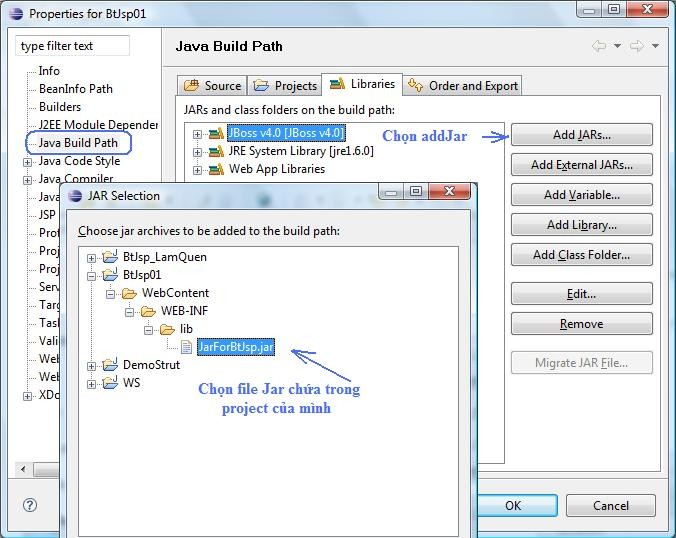 Properties for BtJsp01
type filter text
Java Build Path
Info
BeanInfo Path
Builders
J2EE Module Depender
Java Build Path
Java Code Style
Java Compiler
Java
JSP
Prof
Proj
Proj
Serv
Targ
Task
Valid
Web
Web
XDo
Source
Projects
Libraries
Order and Export
JARs and class folders on the build path:
JBoss v4.0 [JBoss v4.0]
JRE System Library [jre1.6.0]
Web App Libraries
Chọn addJar
Add JARs...
Add External JARs...
Add Variable...
Add Library...
Add Class Folder...
Edit...
Remove
Migrate JAR File...
JAR Selection
Choose jar archives to be added to the build path:
BtJsp_LamQuen
BtJsp01
WebContent
WEB-INF
lib
JarForBtJsp.jar
DemoStrut
WS
Chọn file Jar chứa trong
project của mình
OK
Cancel